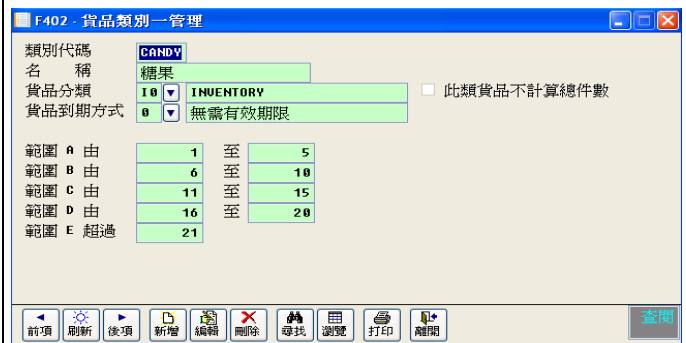 F402 - 貨品類別一管理
類別代碼 CANDY
名 稱 糖果
貨品分類 I0 INVENTORY 此類貨品不計算總件數
貨品到期方式 0 無需有效期限
範圍 A 由 1 至 5
範圍 B 由 6 至 10
範圍 C 由 11 至 15
範圍 D 由 16 至 20
範圍 E 超過 21
前項 刷新 後項 新增 編輯 刪除 尋找 瀏覽 打印 離開 查閱